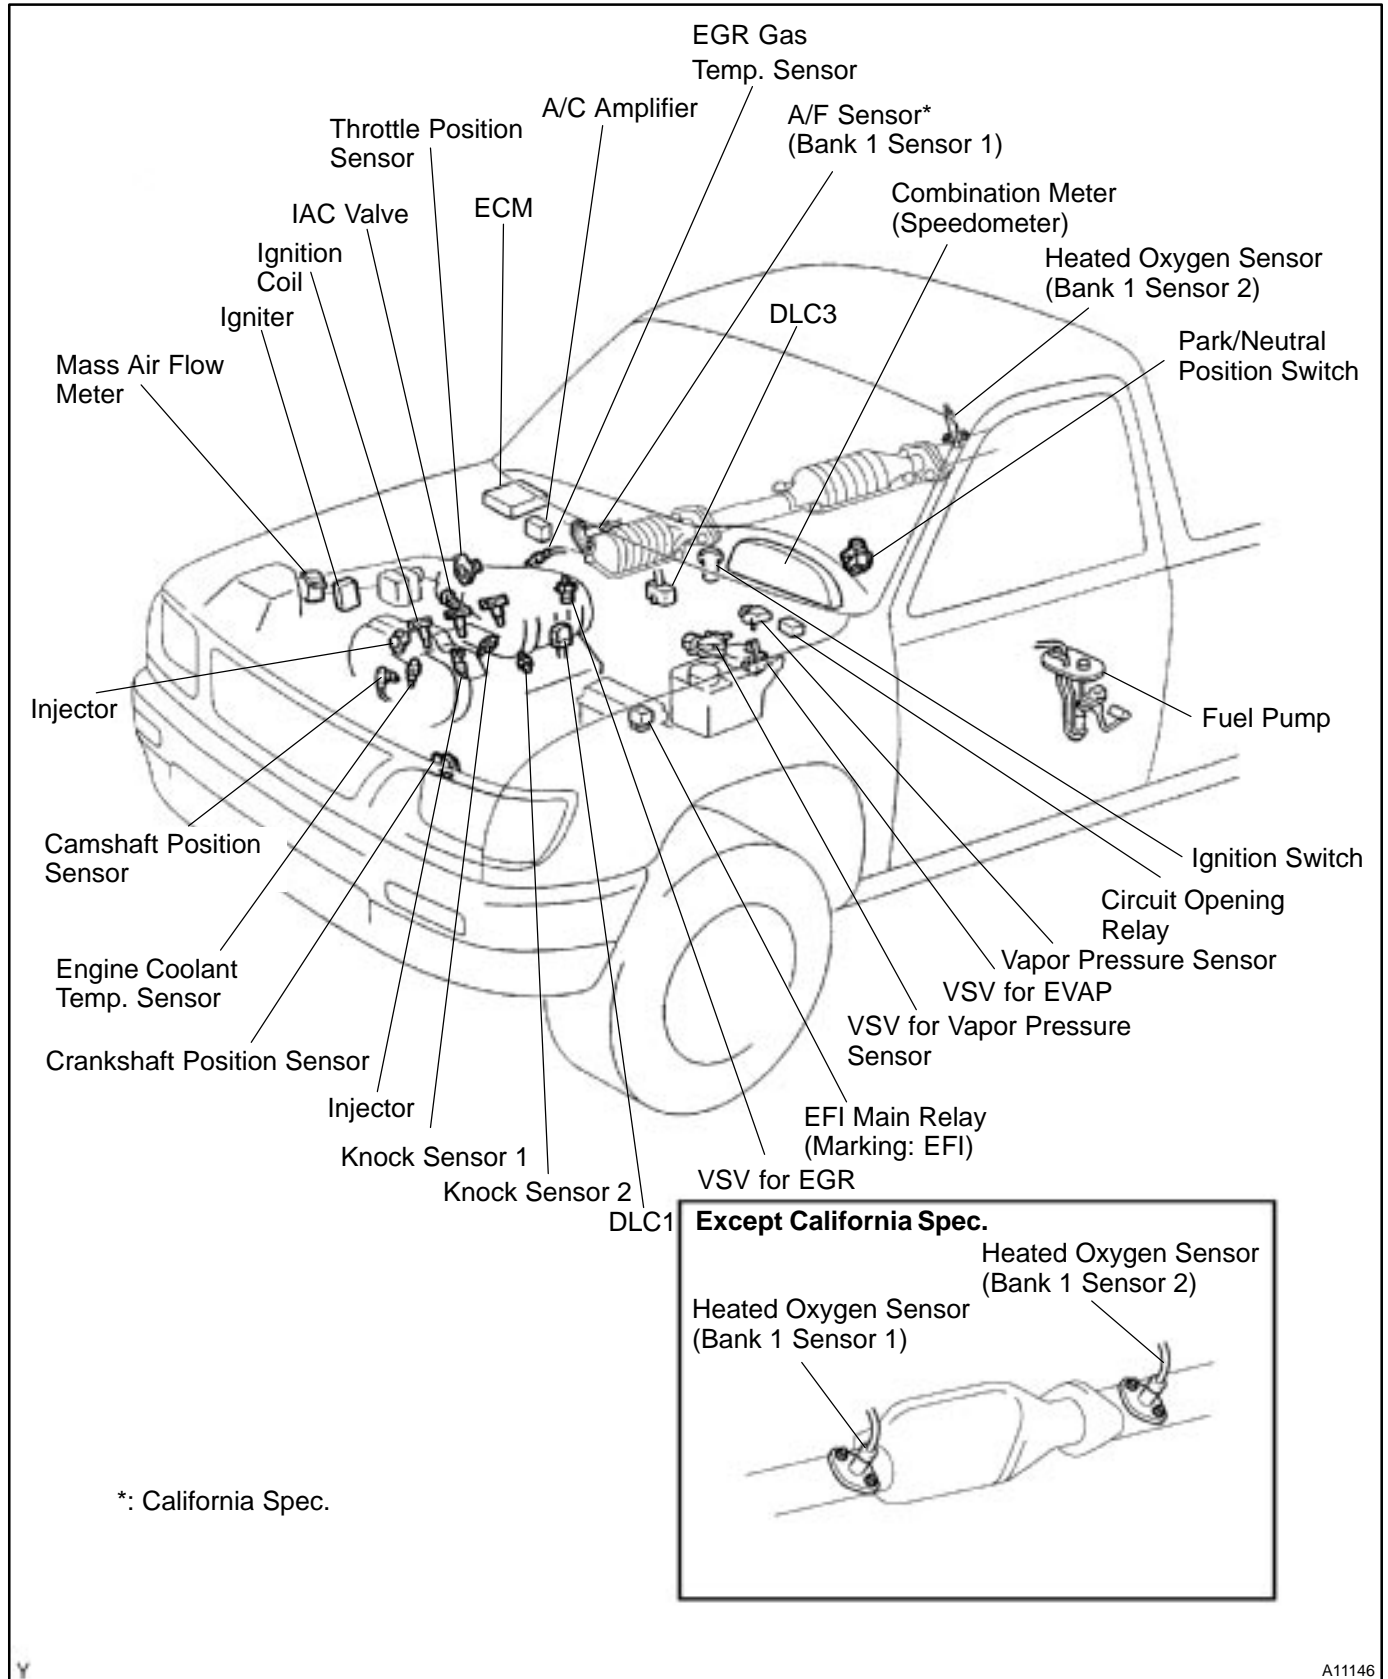 EGR Gas
Temp. Sensor
A/C Amplifier
A/F Sensor*
(Bank 1 Sensor 1)
Throttle Position
Sensor
Combination Meter
(Speedometer)
IAC Valve
ECM
Ignition
Coil
Heated Oxygen Sensor
(Bank 1 Sensor 2)
Igniter
DLC3
Park/Neutral
Position Switch
Mass Air Flow
Meter
Injector
Fuel Pump
Camshaft Position
Sensor
Ignition Switch
Circuit Opening
Relay
Engine Coolant
Temp. Sensor
Vapor Pressure Sensor
VSV for EVAP
VSV for Vapor Pressure
Sensor
Crankshaft Position Sensor
Injector
EFI Main Relay
(Marking: EFI)
Knock Sensor 1
VSV for EGR
Knock Sensor 2
DLC1
Except California Spec.
Heated Oxygen Sensor
(Bank 1 Sensor 2)
Heated Oxygen Sensor
(Bank 1 Sensor 1)
*: California Spec.
Y
A11146